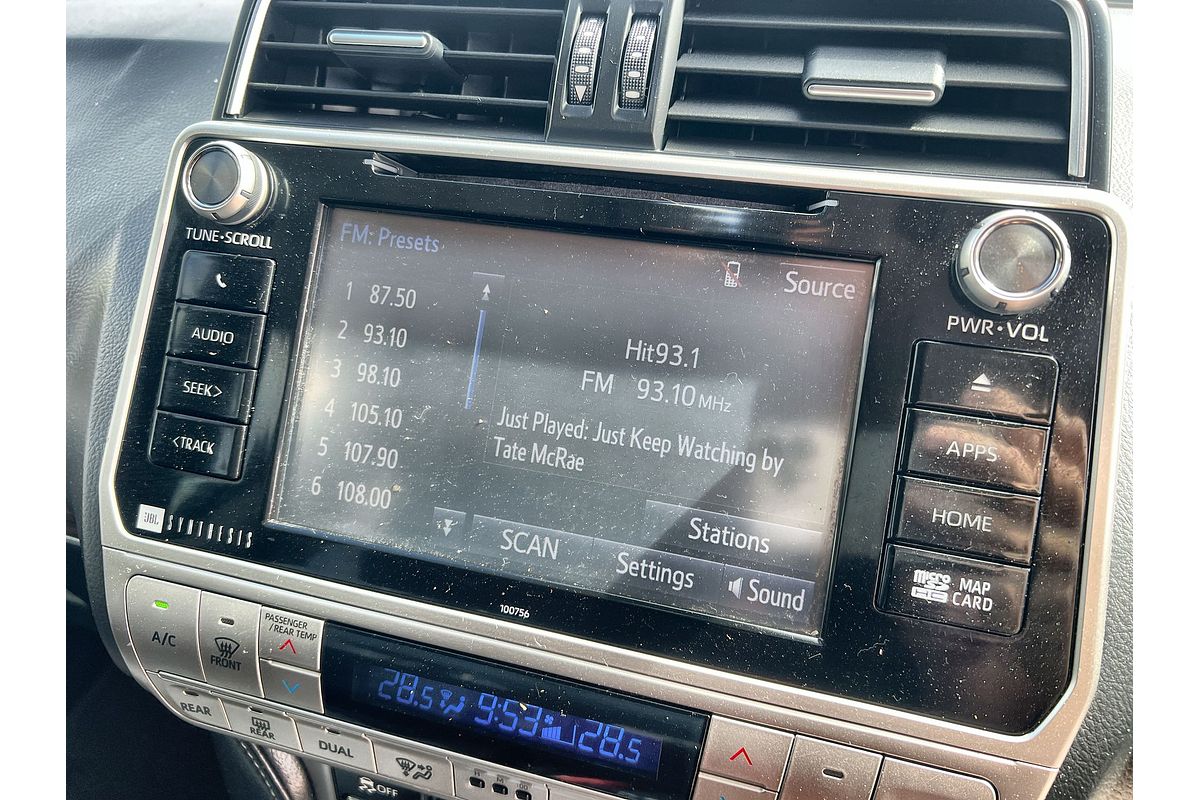 TUNE•SCROLL
AUDIO
SEEK>
<TRACK
JBL SYNTHESIS
FM: Presets
Source
1 87.50
2 93.10
3 98.10
4 105.10
5 107.90
6 108.00
Hit93.1
FM 93.10 MHz
Just Played: Just Keep Watching by
Tate McRae
Stations
SCAN
Settings
Sound
100756
PWR•VOL
APPS
HOME
micro
HC
MAP
CARD
A/C
FRONT
PASSENGER
/REAR TEMP
REAR
REAR
DUAL
28.5
9:53
28.5
H
M
:00
OFF